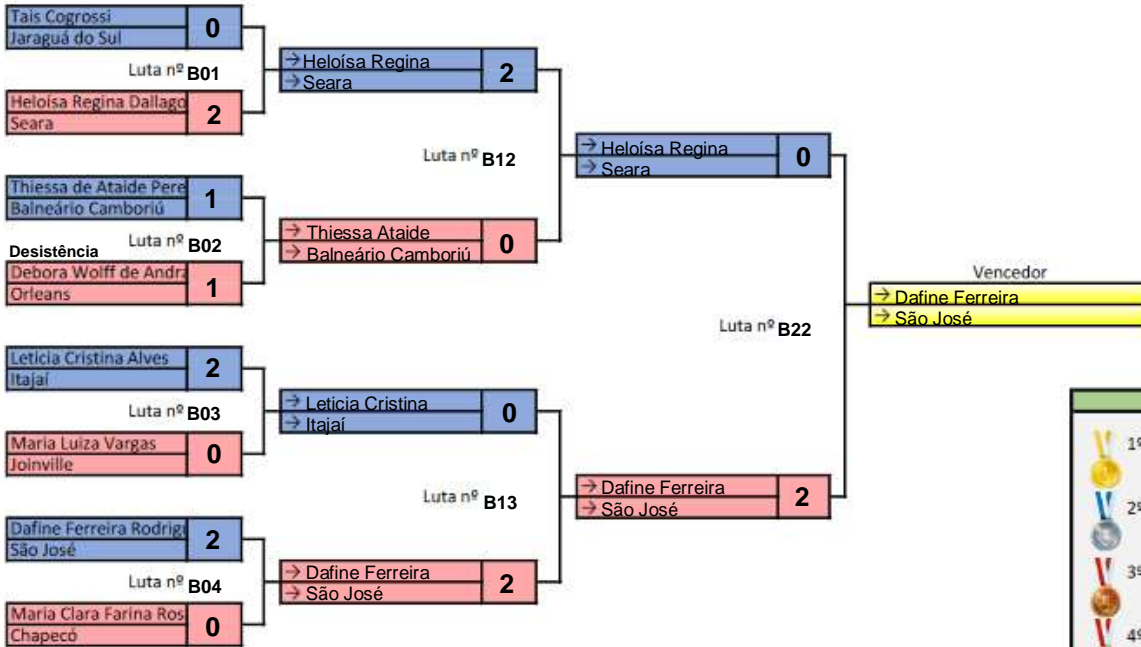 Tais Cogrossi
Jaraguá do Sul
0
Luta nº B01
Heloísa Regina Dallago
Seara
2
→ Heloísa Regina
→ Seara
2
Luta nº B12
Thiessa de Ataide Pere
Balneário Camboriú
1
Luta nº B02
Desistência
Debora Wolff de Andra
Orleans
1
→ Thiessa Ataide
→ Balneário Camboriú
0
→ Heloísa Regina
→ Seara
0
Luta nº B22
Vencedor
→ Dafine Ferreira
→ São José
Leticia Cristina Alves
Itajaí
2
Luta nº B03
Maria Luiza Vargas
Joinville
0
→ Leticia Cristina
→ Itajaí
0
Luta nº B13
Dafine Ferreira Rodrigu
São José
2
Luta nº B04
Maria Clara Farina Ros
Chapecó
0
→ Dafine Ferreira
→ São José
2
→ Dafine Ferreira
→ São José
2
1º
2º
3º
4º